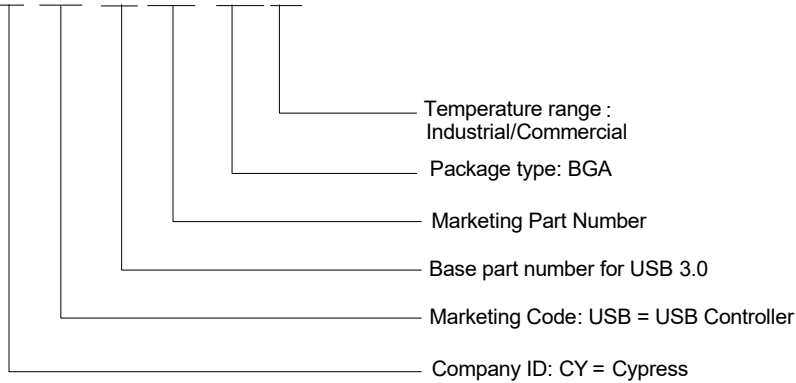 Temperature range :
Industrial/Commercial
Package type: BGA
Marketing Part Number
Base part number for USB 3.0
Marketing Code: USB = USB Controller
Company ID: CY = Cypress